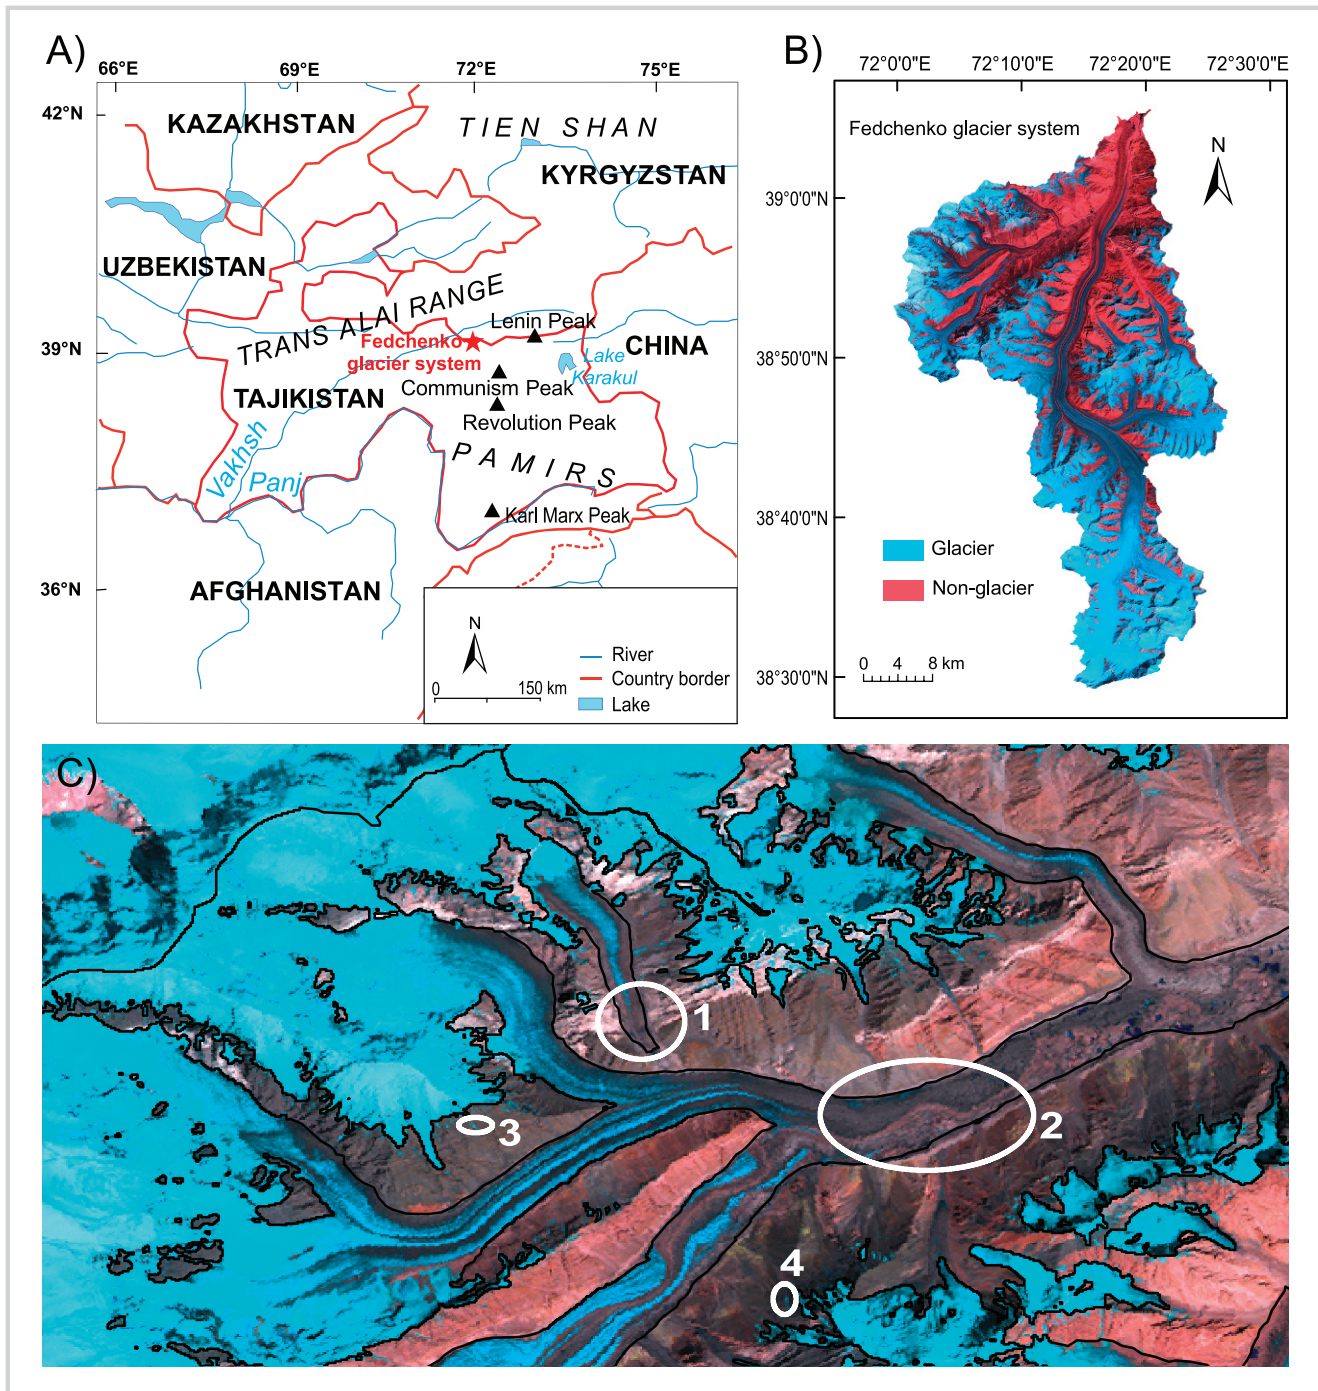 A)
66°E 69°E 72°E 75°E
42°N
39°N
36°N
KAZAKHSTAN
TIEN SHAN
KYRGYZSTAN
UZBEKISTAN
TRANS ALAI RANGE
Lenin Peak
Fedchenko
glacier system
CHINA
Lake
Karakul
Communism Peak
TAJIKISTAN
Revolution Peak
PAMIRS
Vakhsh
Panj
Karl Marx Peak
AFGHANISTAN
N
0 150 km
River
Country border
Lake
B)
72°0'0"E 72°10'0"E 72°20'0"E 72°30'0"E
Fedchenko glacier system
N
39°0'0"N
38°50'0"N
38°40'0"N
38°30'0"N
Glacier
Non-glacier
0 4 8 km
C)
1
2
3
4